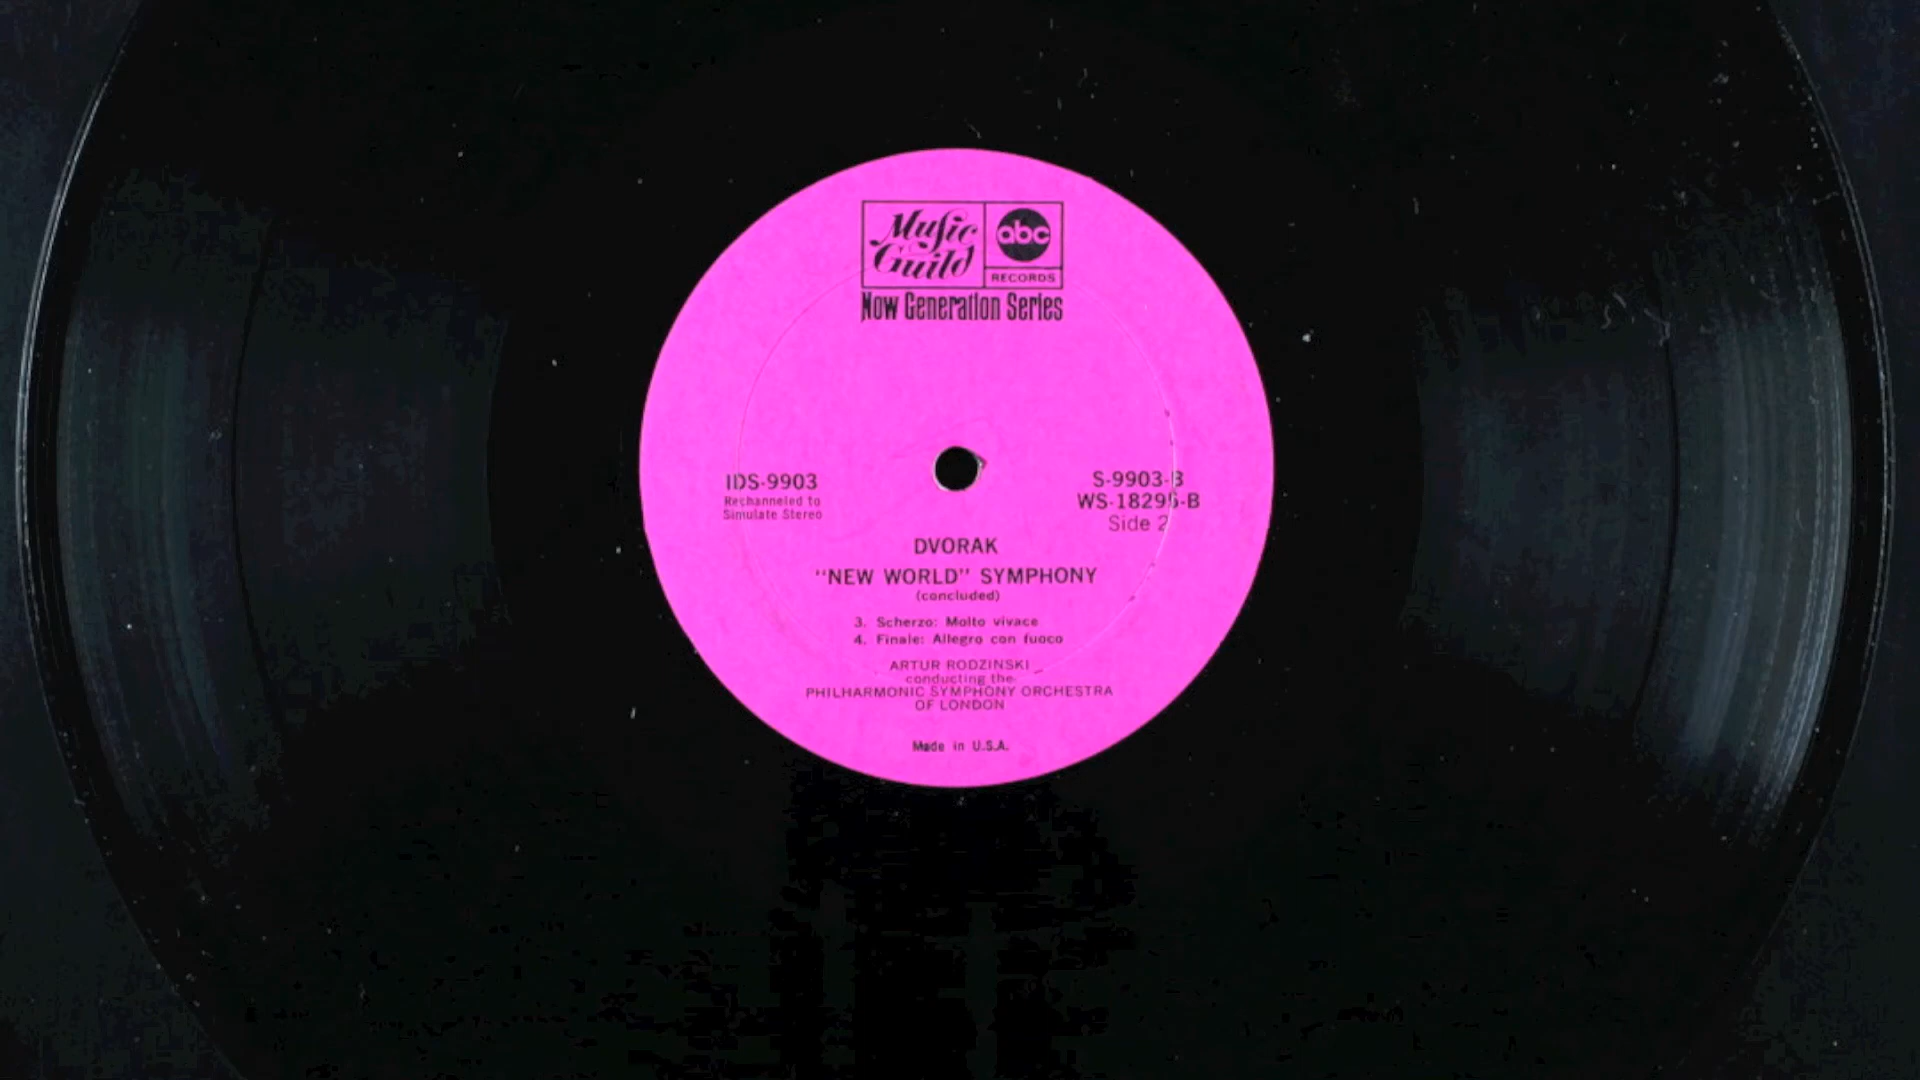 Music Guild
abc
RECORDS
Now Generation Series
IDS-9903
Rechanneled to
Simulate Stereo
S-9903-B
WS-18295-B
Side 2
DVORAK
“NEW WORLD” SYMPHONY
(concluded)
3. Scherzo: Molto vivace
4. Finale: Allegro con fuoco
ARTUR RODZINSKI
conducting the
PHILHARMONIC SYMPHONY ORCHESTRA
OF LONDON
Made in U.S.A.